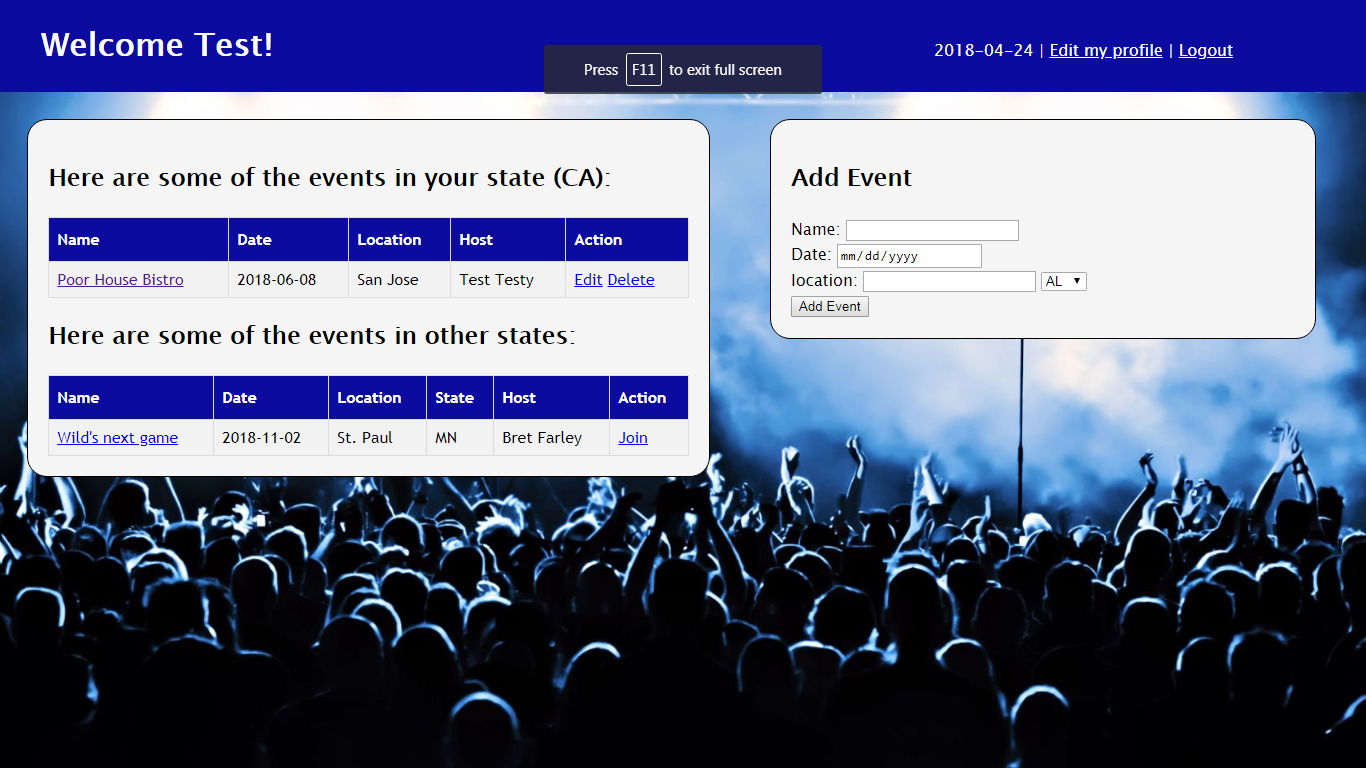 Welcome Test!
Press F11 to exit full screen
2018-04-24 | Edit my profile | Logout
Here are some of the events in your state (CA):
Name Date Location Host Action
Poor House Bistro 2018-06-08 San Jose Test Testy Edit Delete
Here are some of the events in other states:
Name Date Location State Host Action
Wild's next game 2018-11-02 St. Paul MN Bret Farley Join
Add Event
Name:
Date: mm/dd/yyyy
location: AL
Add Event